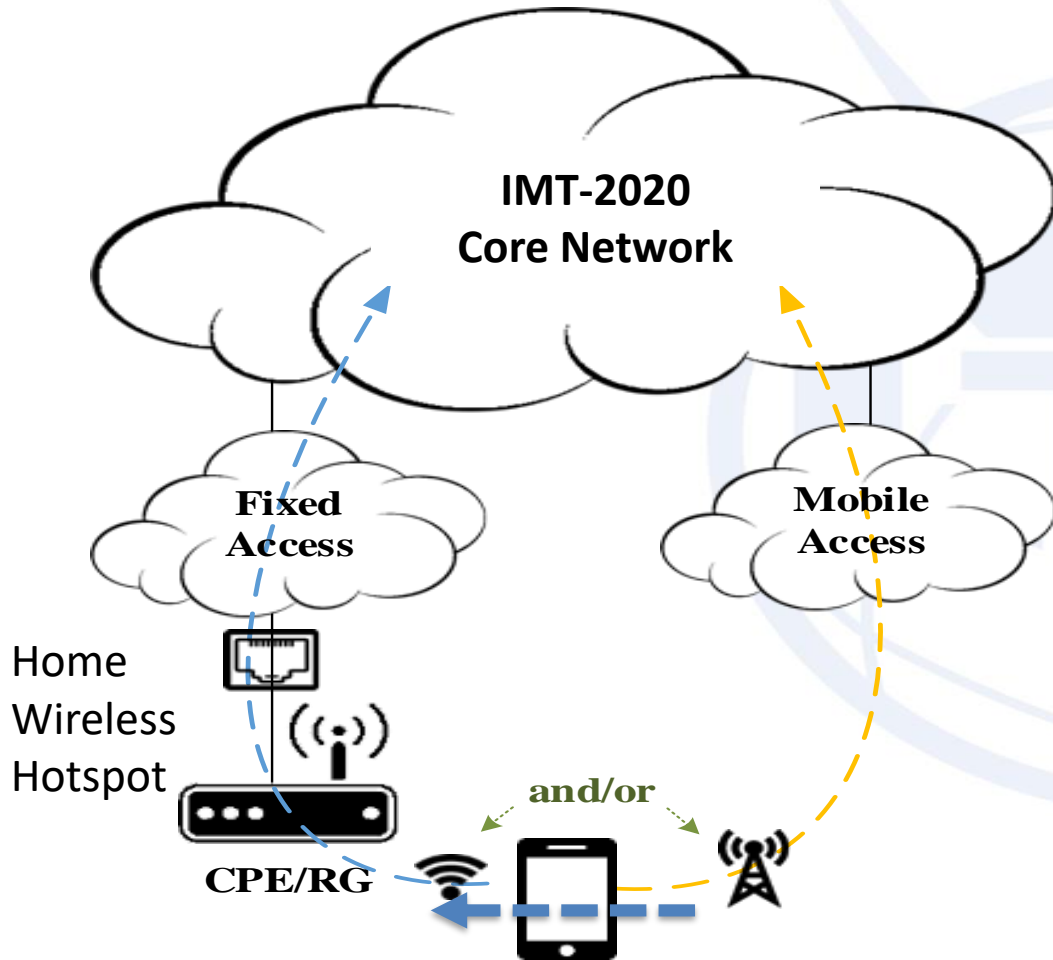 IMT-2020
Core Network
Fixed
Access
Mobile
Access
Home
Wireless
Hotspot
and/or
CPE/RG